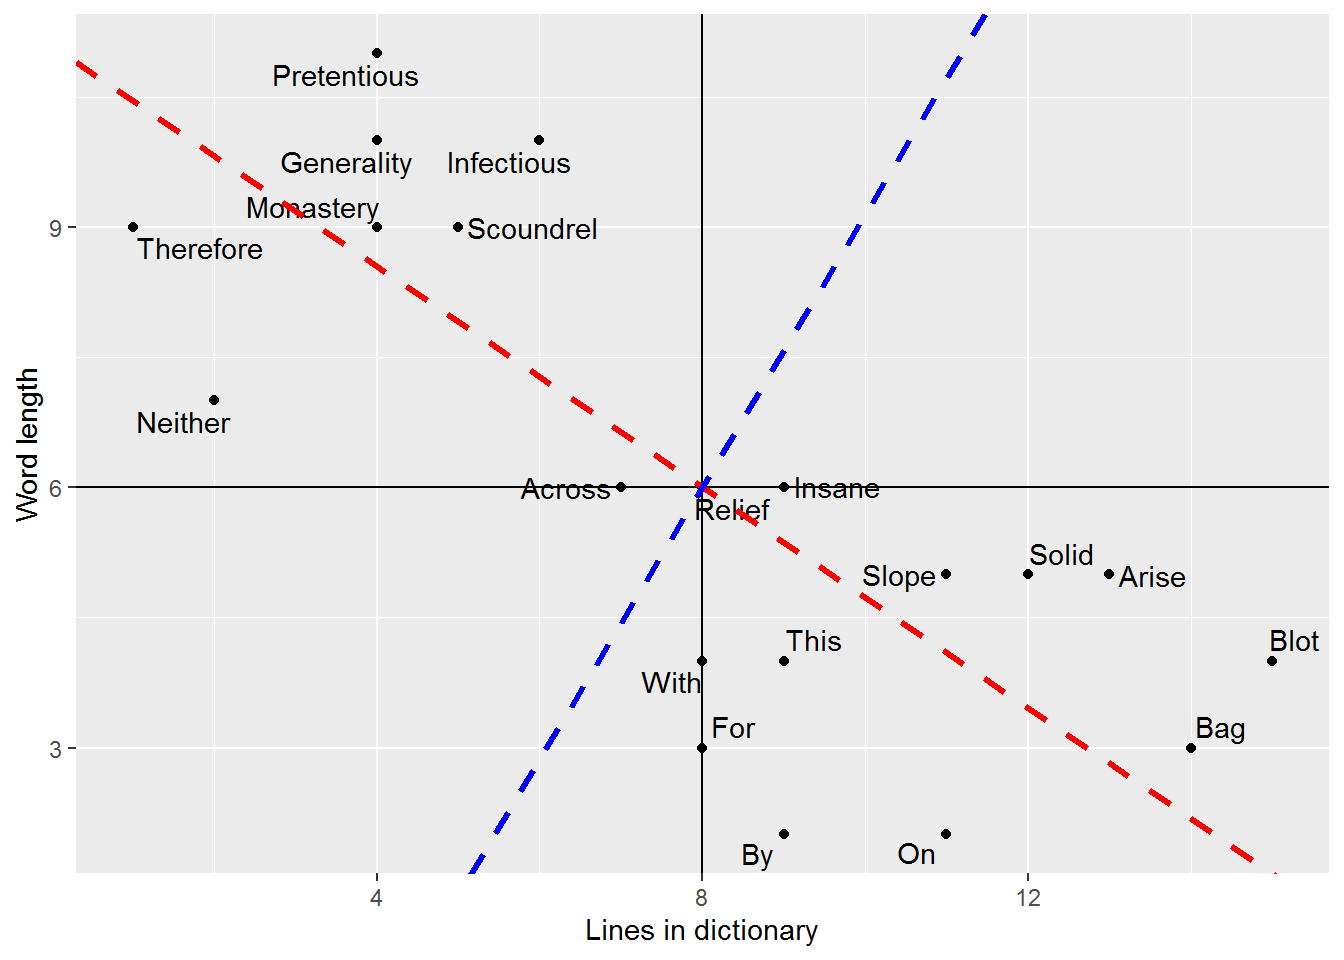 Pretentious
Generality
Infectious
Monastery
Scoundrel
Therefore
Neither
Across
Insane
Relief
Solid
Slope
Arise
This
Blot
With
For
Bag
By
On
9
6
3
4
8
12
Word length
Lines in dictionary